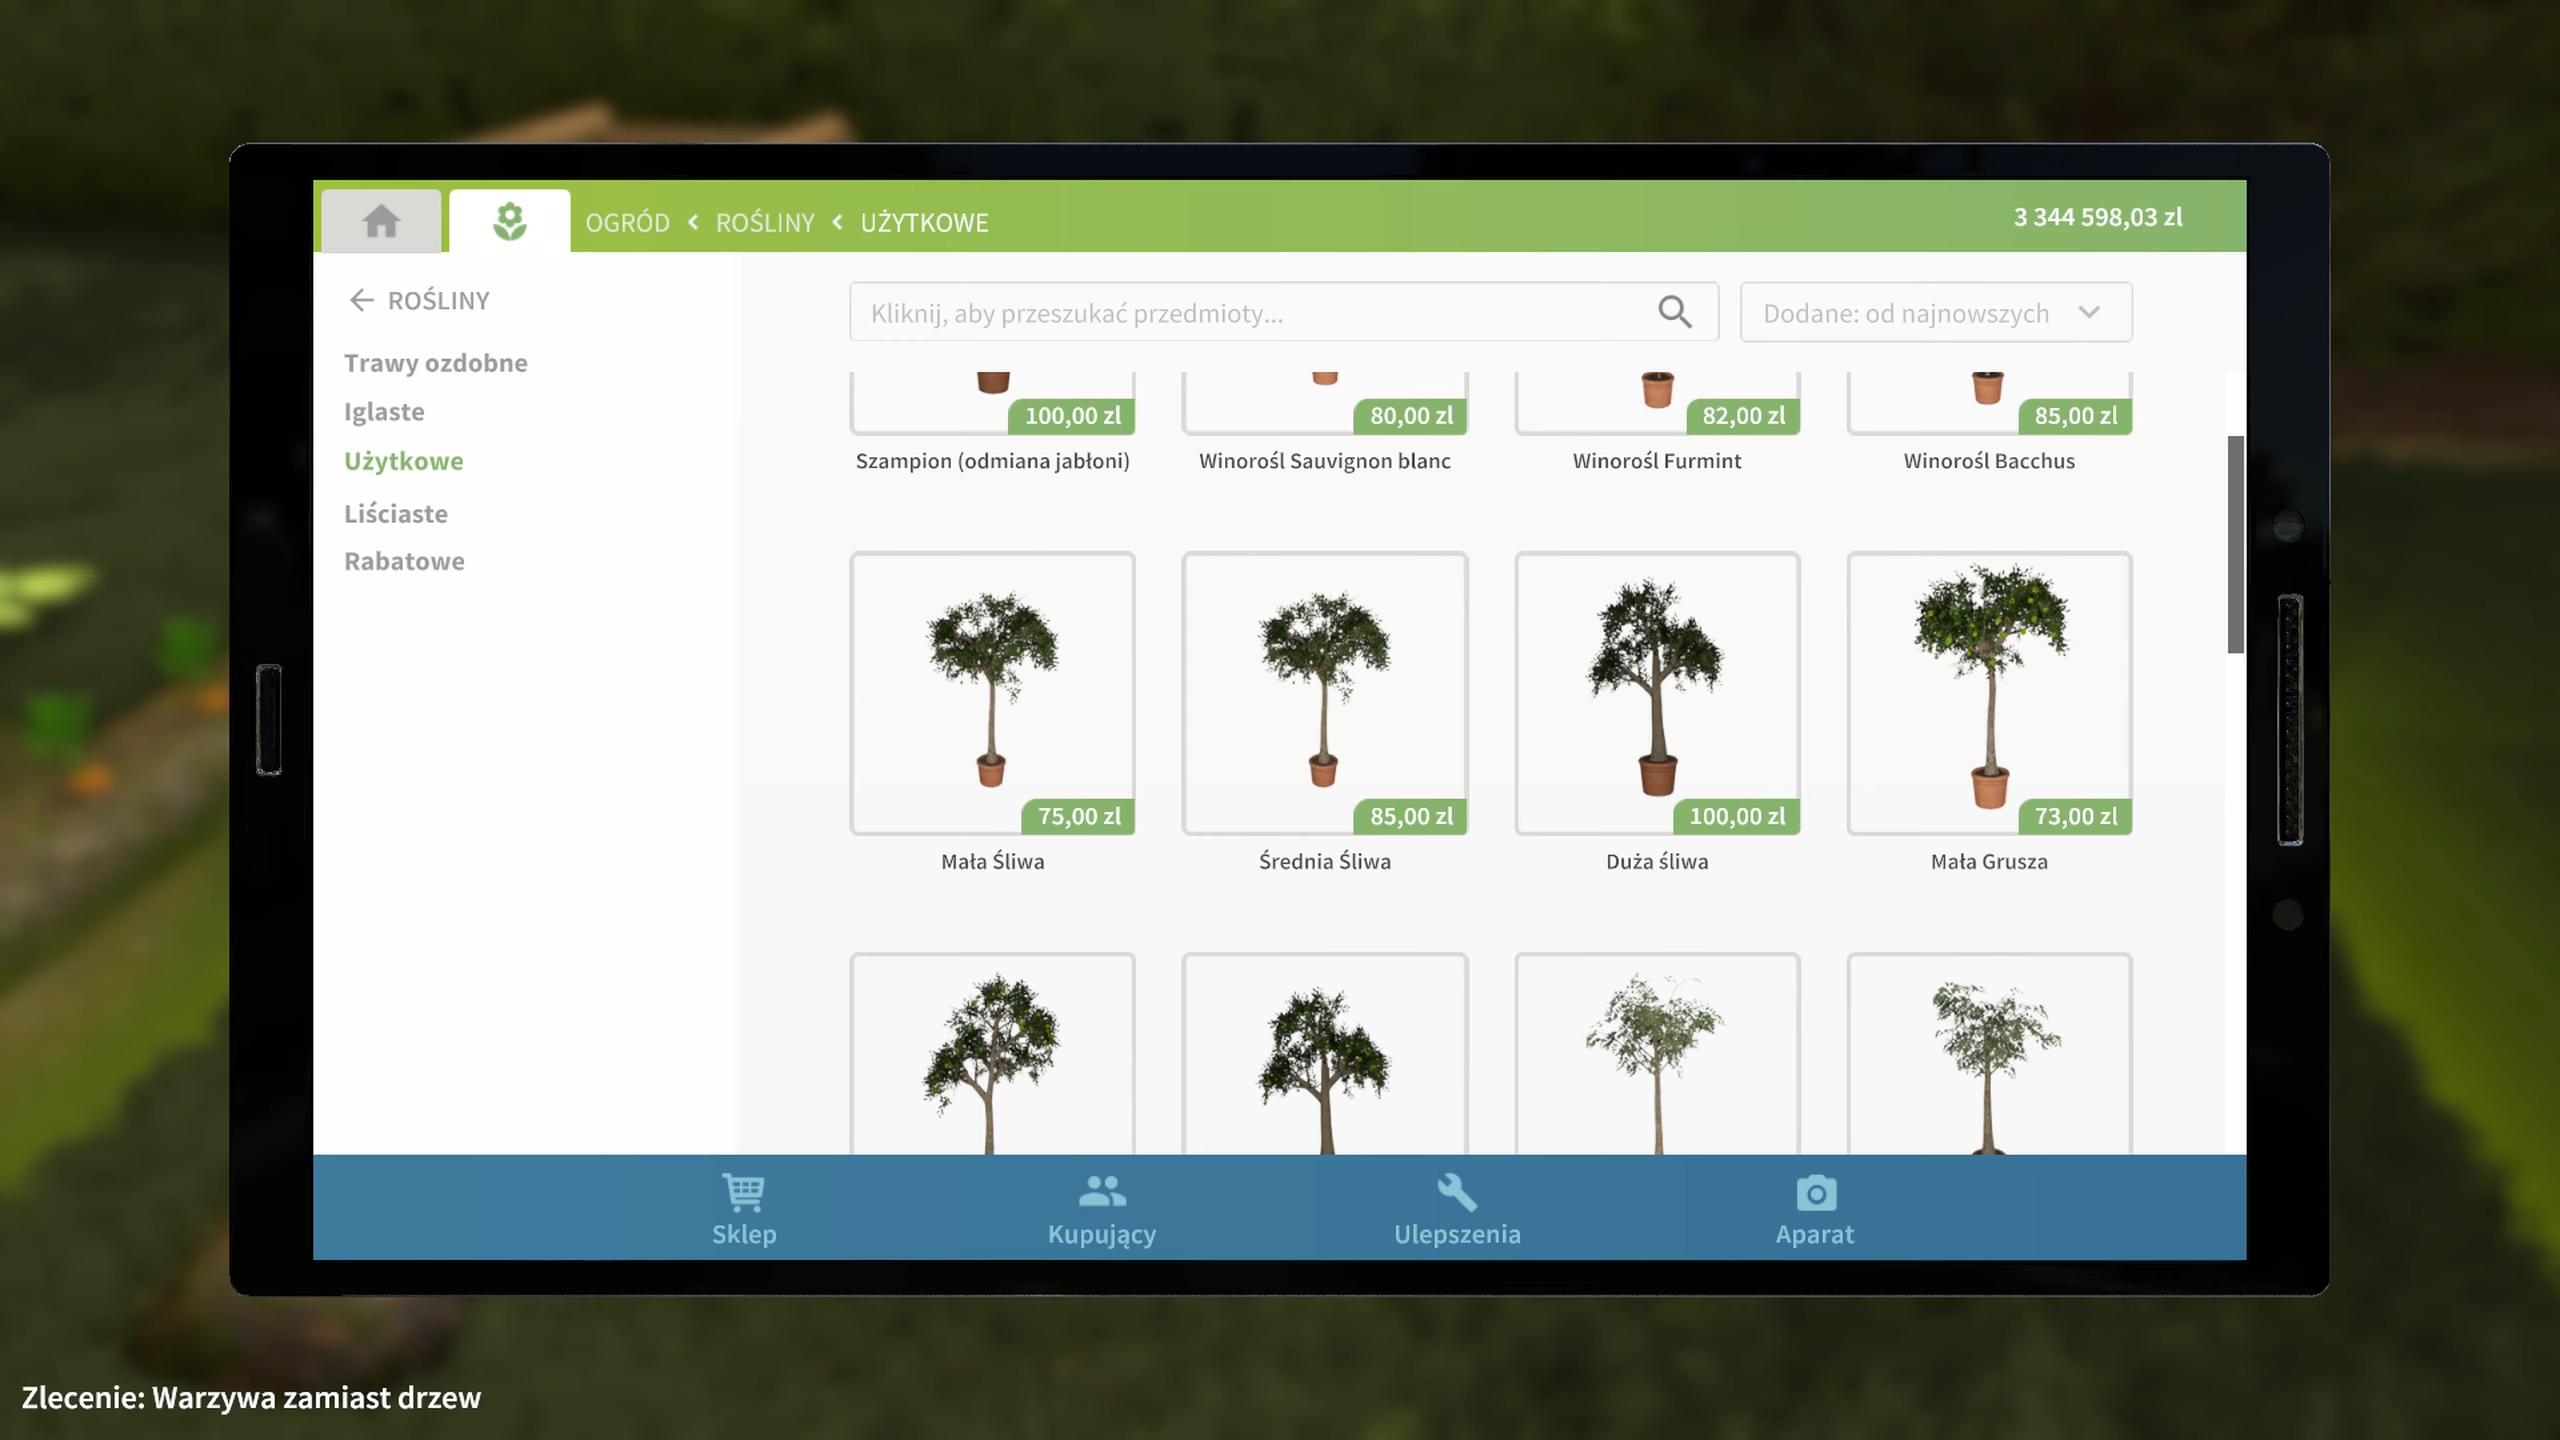 OGRÓD < ROŚLINY < UŻYTKOWE
3 344 598,03 zl
ROŚLINY
Trawy ozdobne
Iglaste
Użytkowe
Liściaste
Rabatowe
Kliknij, aby przeszukać przedmioty...
Dodane: od najnowszych
100,00 zl
80,00 zl
82,00 zl
85,00 zl
Szampion (odmiana jabłoni)
Winorośl Sauvignon blanc
Winorośl Furmint
Winorośl Bacchus
75,00 zl
85,00 zl
100,00 zl
73,00 zl
Mała Śliwa
Średnia Śliwa
Duża śliwa
Mała Grusza
Sklep
Kupujący
Ulepszenia
Aparat
Zlecenie: Warzywa zamiast drzew